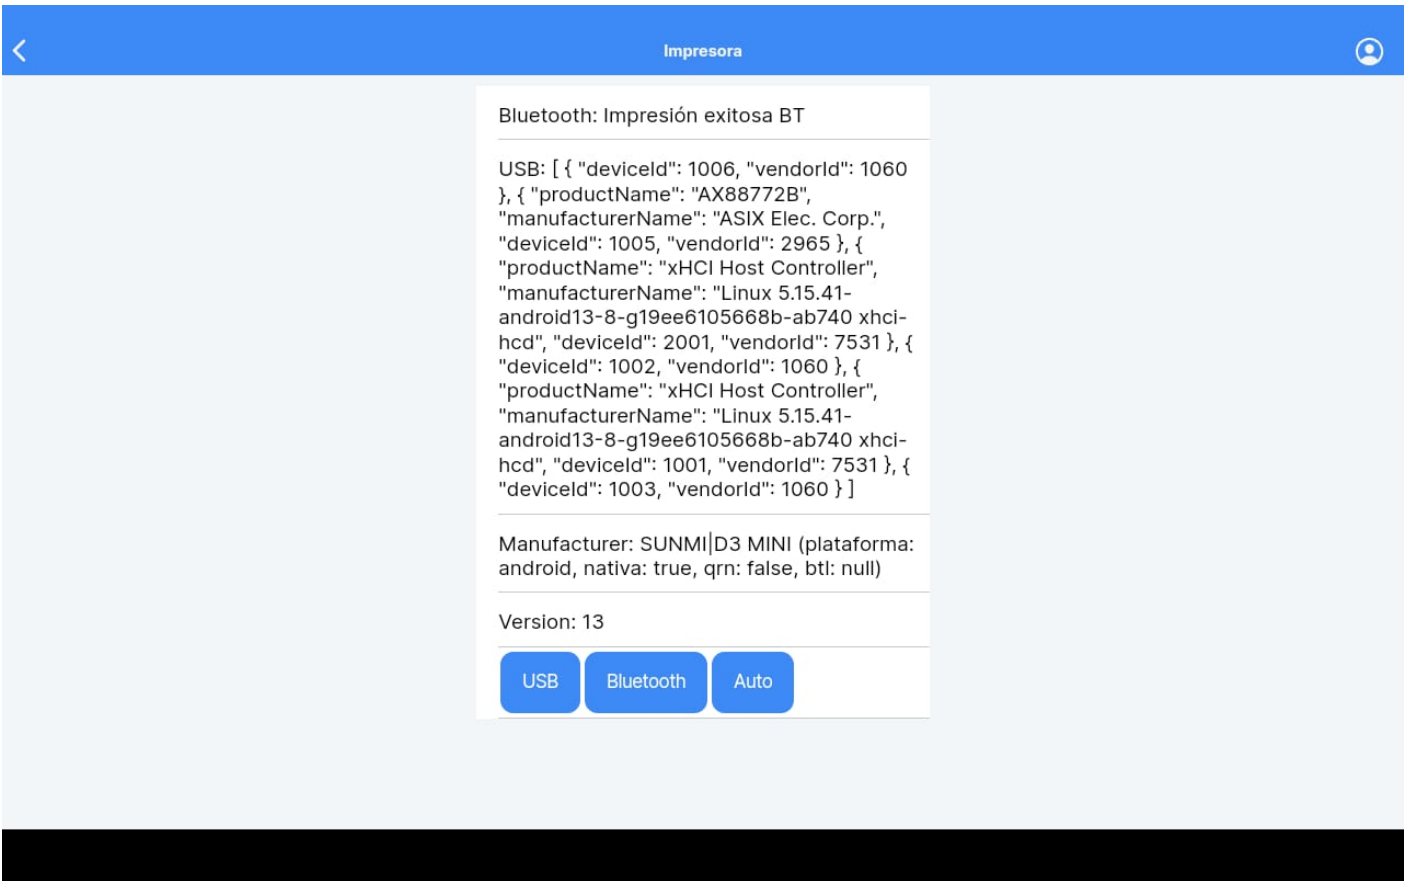 Impresora
Bluetooth: Impresión exitosa BT
USB: [ { "deviceId": 1006, "vendorId": 1060
}, { "productName": "AX88772B",
"manufacturerName": "ASIX Elec. Corp.",
"deviceId": 1005, "vendorId": 2965 }, {
"productName": "xHCI Host Controller",
"manufacturerName": "Linux 5.15.41-
android13-8-g19ee6105668b-ab740 xhci-
hcd", "deviceId": 2001, "vendorId": 7531 }, {
"deviceId": 1002, "vendorId": 1060 }, {
"productName": "xHCI Host Controller",
"manufacturerName": "Linux 5.15.41-
android13-8-g19ee6105668b-ab740 xhci-
hcd", "deviceId": 1001, "vendorId": 7531 }, {
"deviceId": 1003, "vendorId": 1060 } ]
Manufacturer: SUNMI|D3 MINI (plataforma:
android, nativa: true, qrn: false, btl: null)
Version: 13
USB Bluetooth Auto